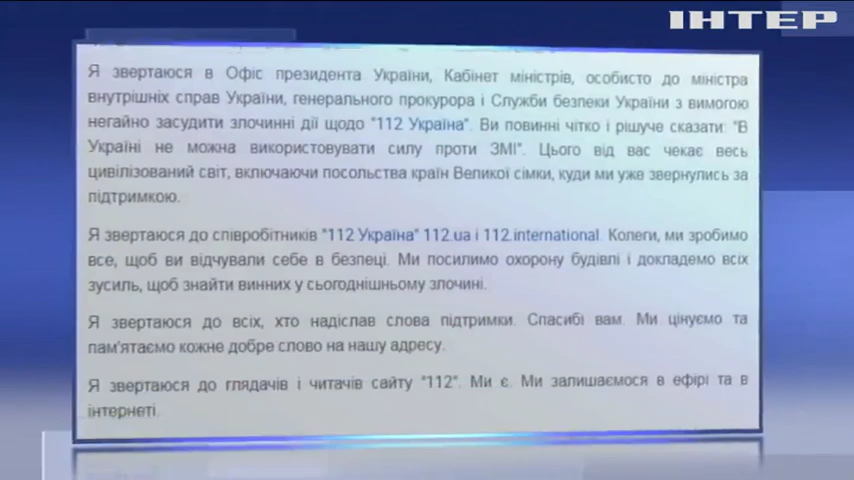 ІНТЕР
Я звертаюся в Офіс президента України, Кабінет міністрів, особисто до міністра
внутрішніх справ України, генерального прокурора і Служби безпеки України з вимогою
негайно засудити злочинні дії щодо "112 Україна". Ви повинні чітко і рішуче сказати: "В
Україні не можна використовувати силу проти ЗМІ". Цього від вас чекає весь
цивілізований світ, включаючи посольства країн Великої сімки, куди ми уже звернулись за
підтримкою.
Я звертаюся до співробітників "112 Україна" 112.ua і 112.international. Колеги, ми зробимо
все, щоб ви відчували себе в безпеці. Ми посилимо охорону будівлі і докладемо всіх
зусиль, щоб знайти винних у сьогоднішньому злочині.
Я звертаюся до всіх, хто надіслав слова підтримки. Спасибі вам. Ми цінуємо та
пам'ятаємо кожне добре слово на нашу адресу.
Я звертаюся до глядачів і читачів сайту "112". Ми є. Ми залишаємося в ефірі та в
інтернеті.